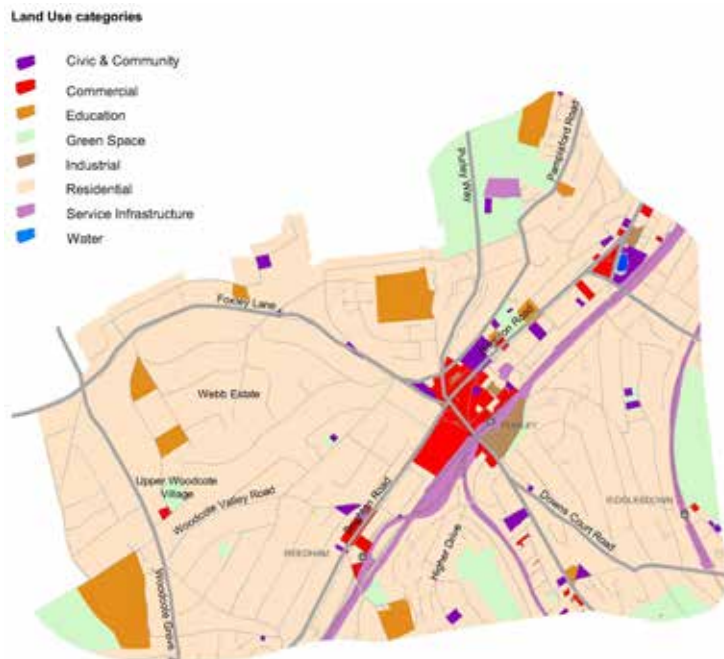 Land Use categories
Civic & Community
Commercial
Education
Green Space
Industrial
Residential
Service Infrastructure
Water
Purley Way
Pampisford Road
Foxley Lane
Road
Webb Estate
PURLEY
Upper Woodcote
Village
Woodcote Valley Road
Road
RIDDLESDOWN
Downs Court Road
REEDHAM
Higher Drive
Woodcote Grove